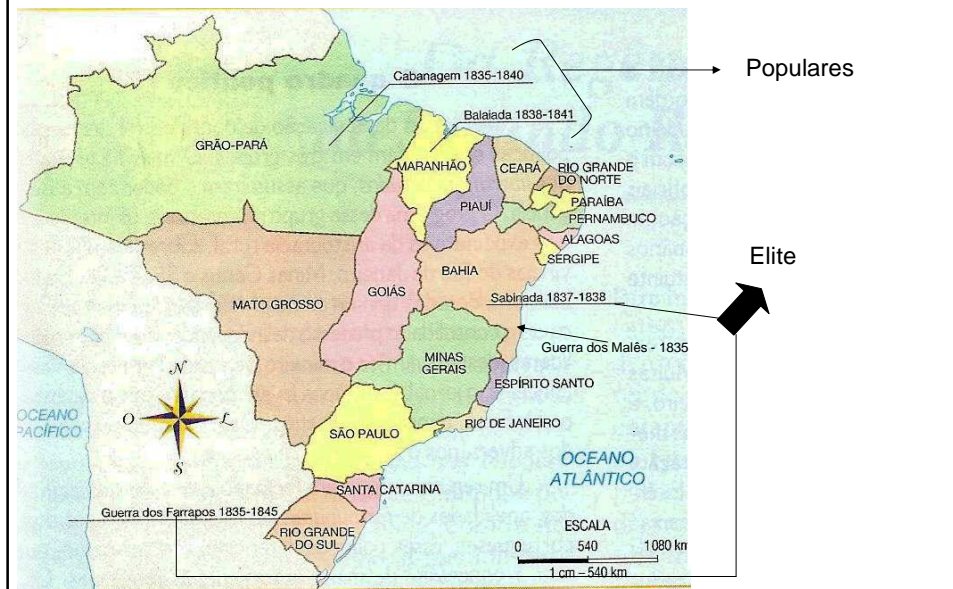 Populares
Cabanagem 1835-1840
Balaiada 1838-1841
GRÃO-PARÁ
MARANHÃO
CEARÁ
RIO GRANDE
DO NORTE
PIAUÍ
PARAÍBA
PERNAMBUCO
ALAGOAS
SERGIPE
Elite
BAHIA
GOIÁS
MATO GROSSO
Sabinada 1837-1838
Guerra dos Malês - 1835
MINAS
GERAIS
ESPÍRITO SANTO
RIO DE JANEIRO
SÃO PAULO
N
O
L
S
OCEANO
PACÍFICO
OCEANO
ATLÂNTICO
SANTA CATARINA
Guerra dos Farrapos 1835-1845
RIO GRANDE
DO SUL
ESCALA
0 540 1080 km
1 cm – 540 km